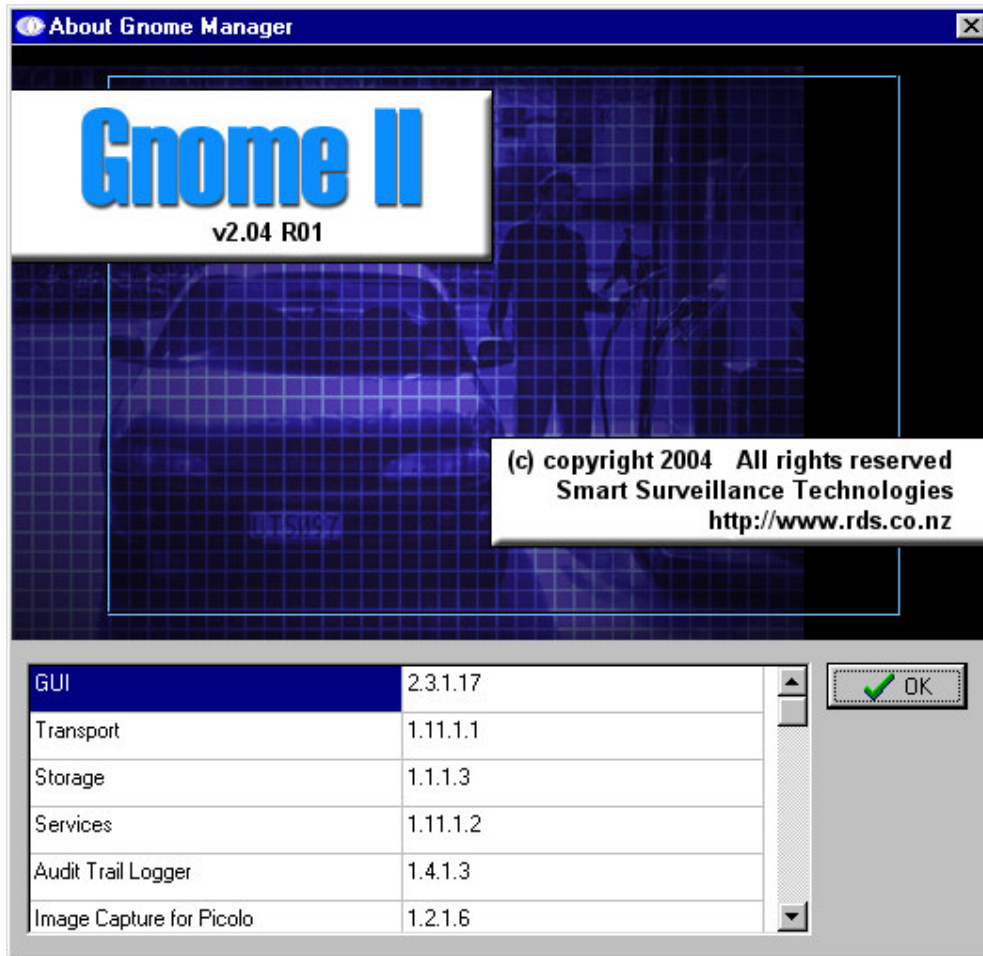 About Gnome Manager
Gnome II
v2.04 R01
(c) copyright 2004 All rights reserved
Smart Surveillance Technologies
http://www.rds.co.nz
GUI 2.3.1.17
OK
Transport 1.11.1.1
Storage 1.1.1.3
Services 1.11.1.2
Audit Trail Logger 1.4.1.3
Image Capture for Picolo 1.2.1.6